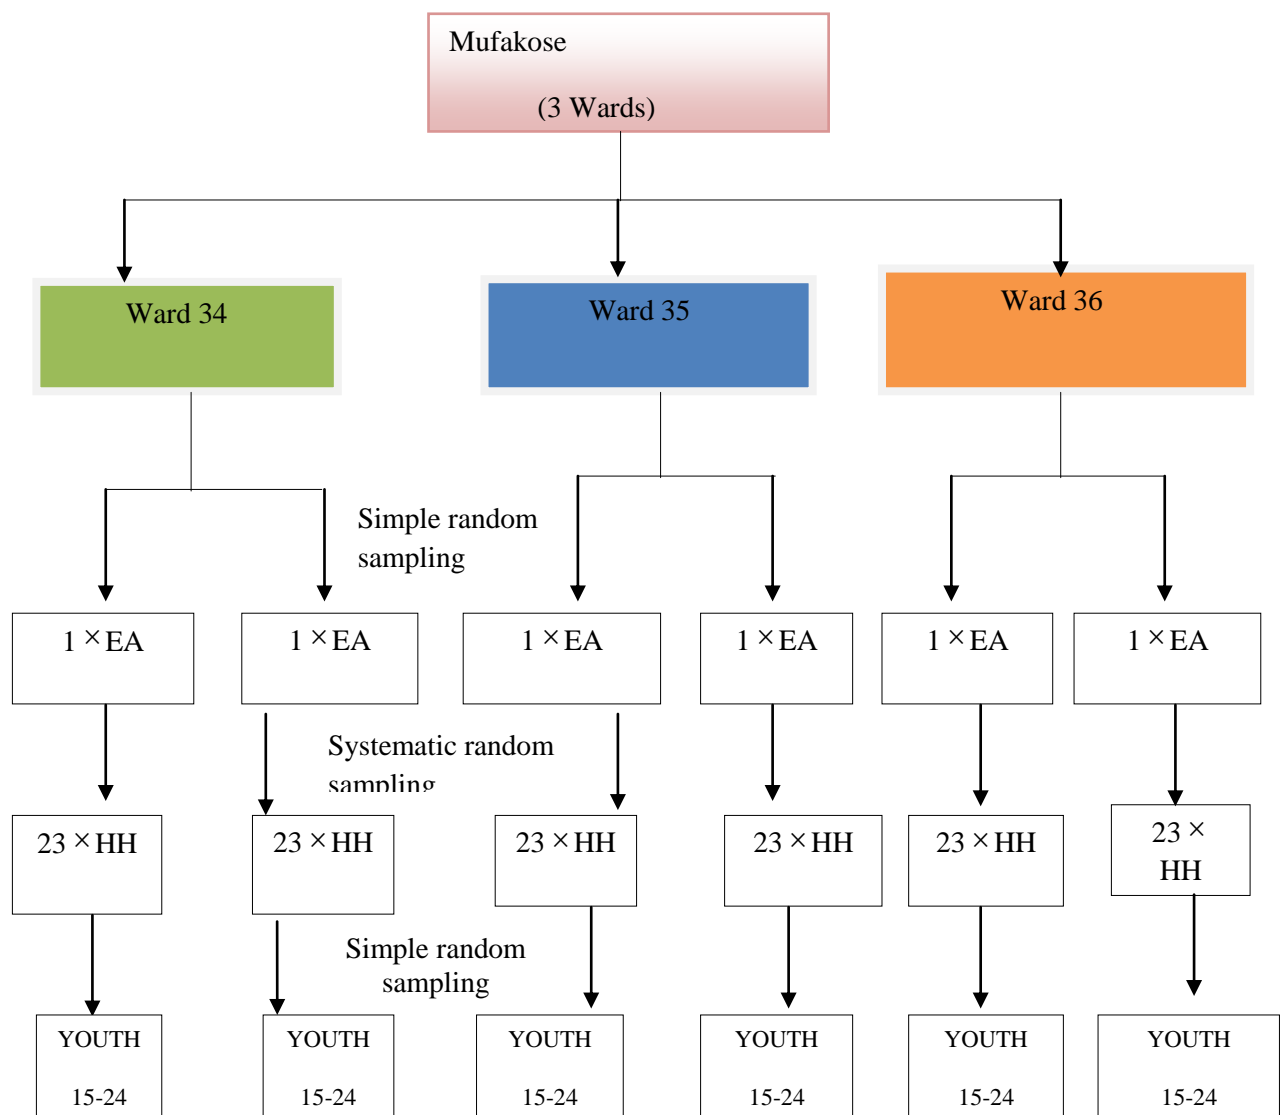 Mufakose
(3 Wards)
Ward 34
Ward 35
Ward 36
Simple random
sampling
1 × EA
1 × EA
1 × EA
1 × EA
1 × EA
1 × EA
Systematic random
sampling
23 × HH
23 × HH
23 × HH
23 × HH
23 × HH
23 ×
HH
Simple random
sampling
YOUTH
15-24
YOUTH
15-24
YOUTH
15-24
YOUTH
15-24
YOUTH
15-24
YOUTH
15-24